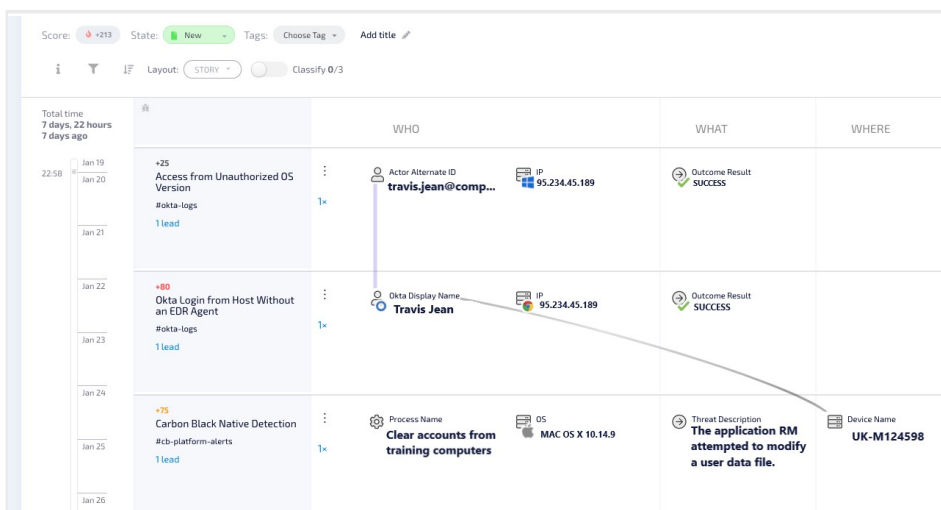 Score: +213 State: New Tags: Choose Tag Add title
i Layout: STORY Classify 0/3
Total time
7 days, 22 hours
7 days ago
WHO WHAT WHERE
22:58
Jan 19
Jan 20
Jan 21
Jan 22
Jan 23
Jan 24
Jan 25
Jan 26
+25
Access from Unauthorized OS
Version
#okta-logs
1 lead
1×
Actor Alternate ID
travis.jean@comp...
IP
95.234.45.189
Outcome Result
SUCCESS
+80
Okta Login from Host Without
an EDR Agent
#okta-logs
1 lead
1×
Okta Display Name
Travis Jean
IP
95.234.45.189
Outcome Result
SUCCESS
+75
Carbon Black Native Detection
#cb-platform-alerts
1 lead
1×
Process Name
Clear accounts from
training computers
OS
MAC OS X 10.14.9
Threat Description
The application RM
attempted to modify
a user data file.
Device Name
UK-M124598